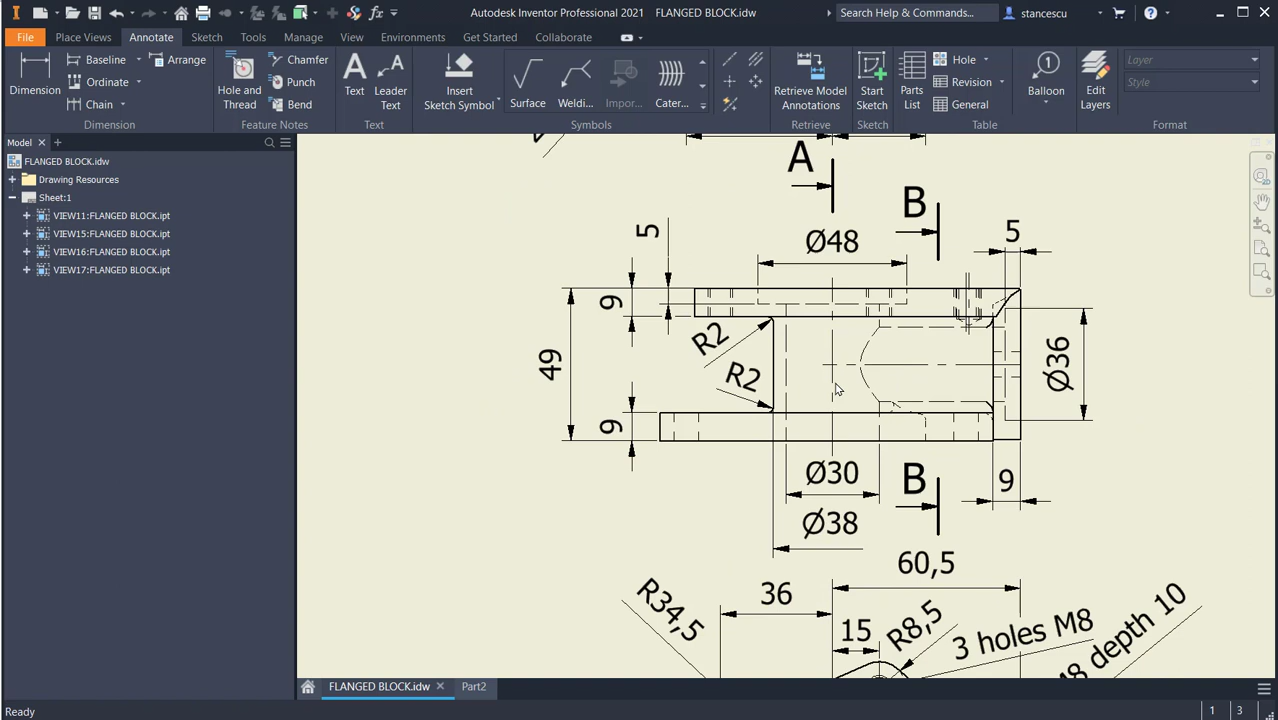 Autodesk Inventor Professional 2021 FLANGED BLOCK.idw
Search Help & Commands...
stancescu
File Place Views Annotate Sketch Tools Manage View Environments Get Started Collaborate
Dimension
Baseline
Ordinate
Chain
Arrange
Dimension
Hole and Thread
Chamfer
Punch
Bend
Feature Notes
Text
Leader Text
Text
Insert Sketch Symbol
Surface
Weldi...
Impor...
Cater...
Symbols
Retrieve Model Annotations
Retrieve
Start Sketch
Sketch
Parts List
Hole
Revision
General
Table
Balloon
Edit Layers
Layer
Style
Format
Model
FLANGED BLOCK.idw
Drawing Resources
Sheet:1
VIEW11:FLANGED BLOCK.ipt
VIEW15:FLANGED BLOCK.ipt
VIEW16:FLANGED BLOCK.ipt
VIEW17:FLANGED BLOCK.ipt
A
B
5
Ø48
5
9
R2
49
R2
Ø36
9
Ø30
B
9
Ø38
60,5
R34,5
36
15
R8,5
3 holes M8
M8 depth 10
FLANGED BLOCK.idw
Part2
Ready
1
3